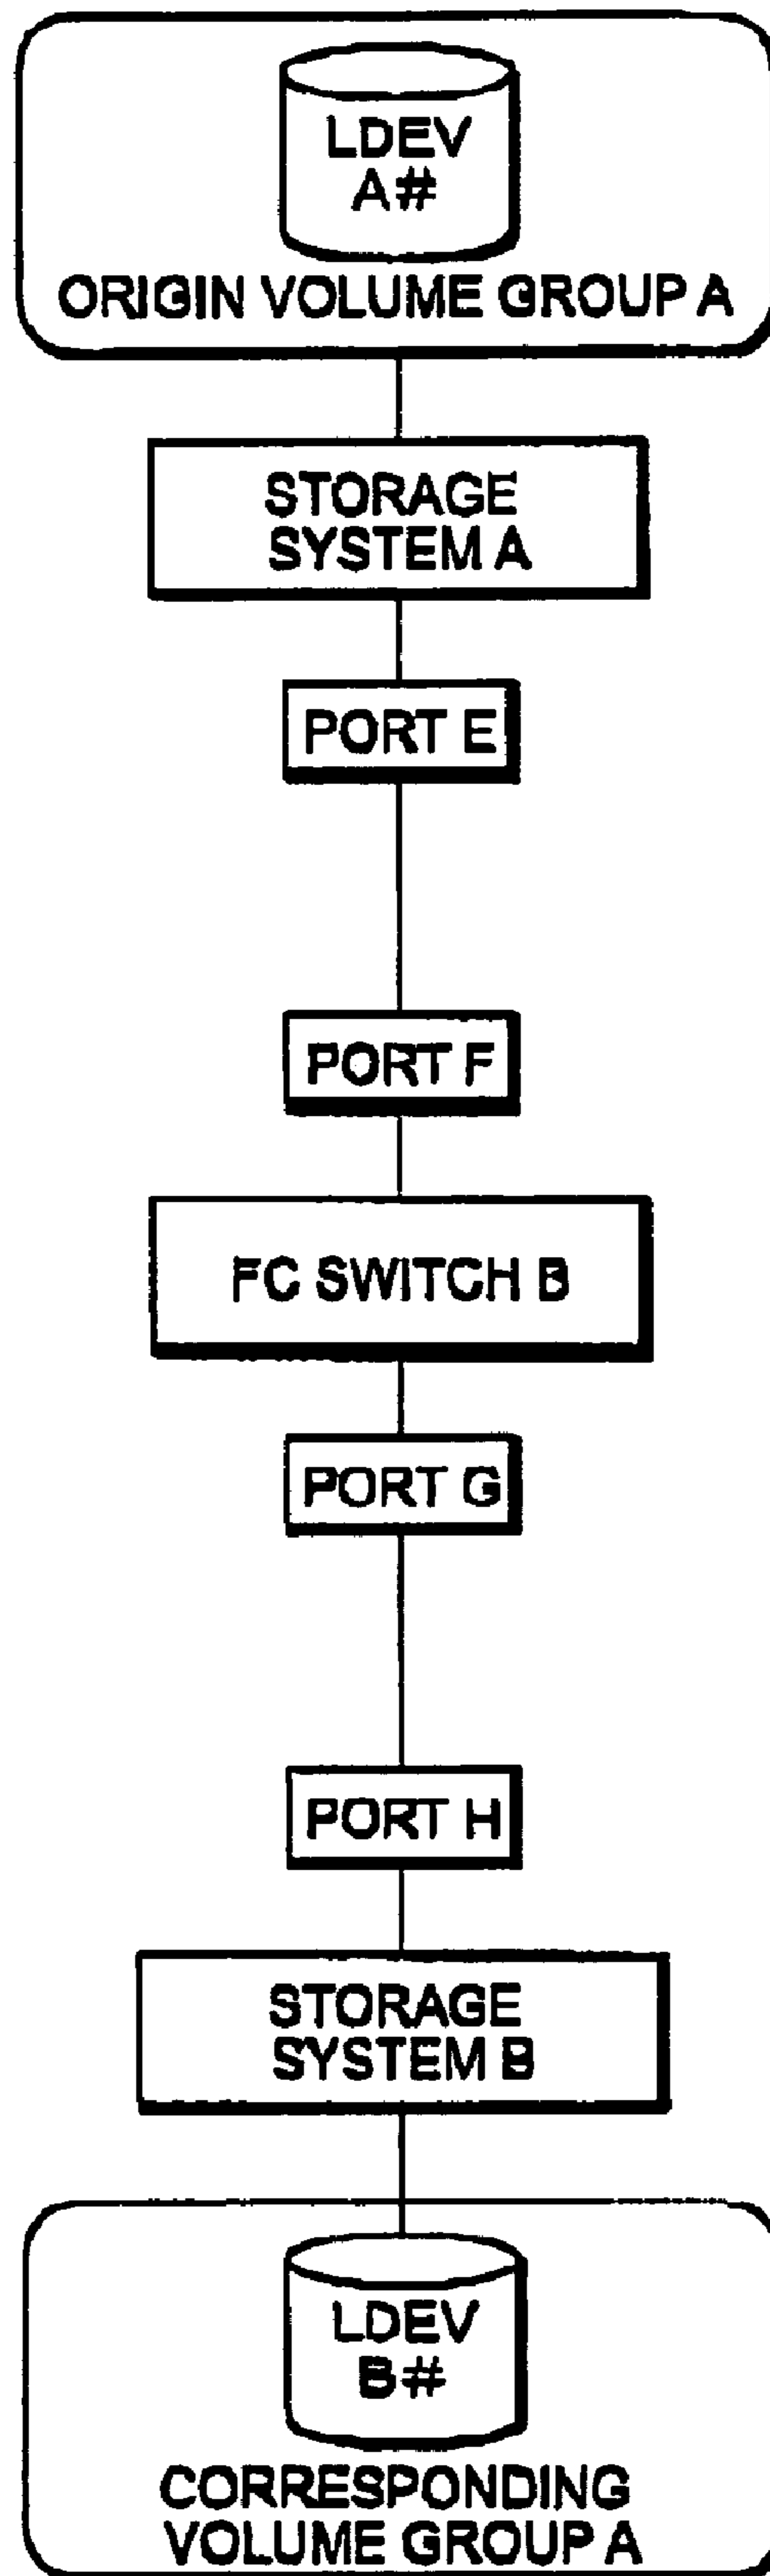 LDEV
A#
ORIGIN VOLUME GROUP A
STORAGE
SYSTEM A
PORT E
PORT F
FC SWITCH B
PORT G
PORT H
STORAGE
SYSTEM B
LDEV
B#
CORRESPONDING
VOLUME GROUP A